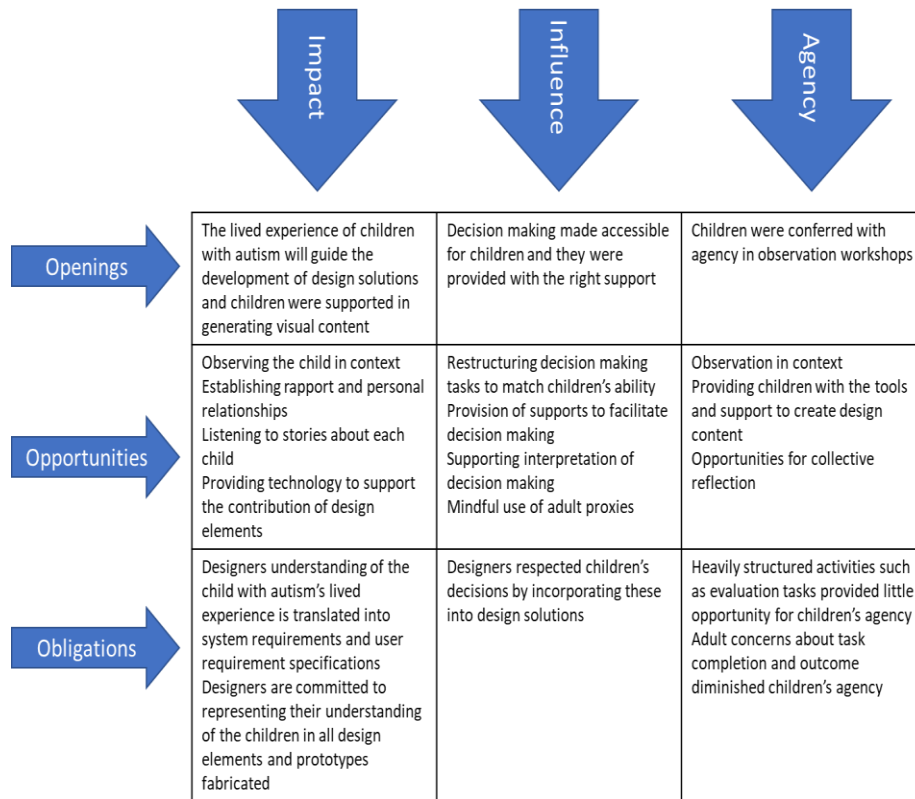 Impact
Influence
Agency
Openings
The lived experience of children
with autism will guide the
development of design solutions
and children were supported in
generating visual content
Decision making made accessible
for children and they were
provided with the right support
Children were conferred with
agency in observation workshops
Opportunities
Observing the child in context
Establishing rapport and personal
relationships
Listening to stories about each
child
Providing technology to support
the contribution of design
elements
Restructuring decision making
tasks to match children's ability
Provision of supports to facilitate
decision making
Supporting interpretation of
decision making
Mindful use of adult proxies
Observation in context
Providing children with the tools
and support to create design
content
Opportunities for collective
reflection
Obligations
Designers understanding of the
child with autism's lived
experience is translated into
system requirements and user
requirement specifications
Designers are committed to
representing their understanding
of the children in all design
elements and prototypes
fabricated
Designers respected children's
decisions by incorporating these
into design solutions
Heavily structured activities such
as evaluation tasks provided little
opportunity for children's agency
Adult concerns about task
completion and outcome
diminished children's agency